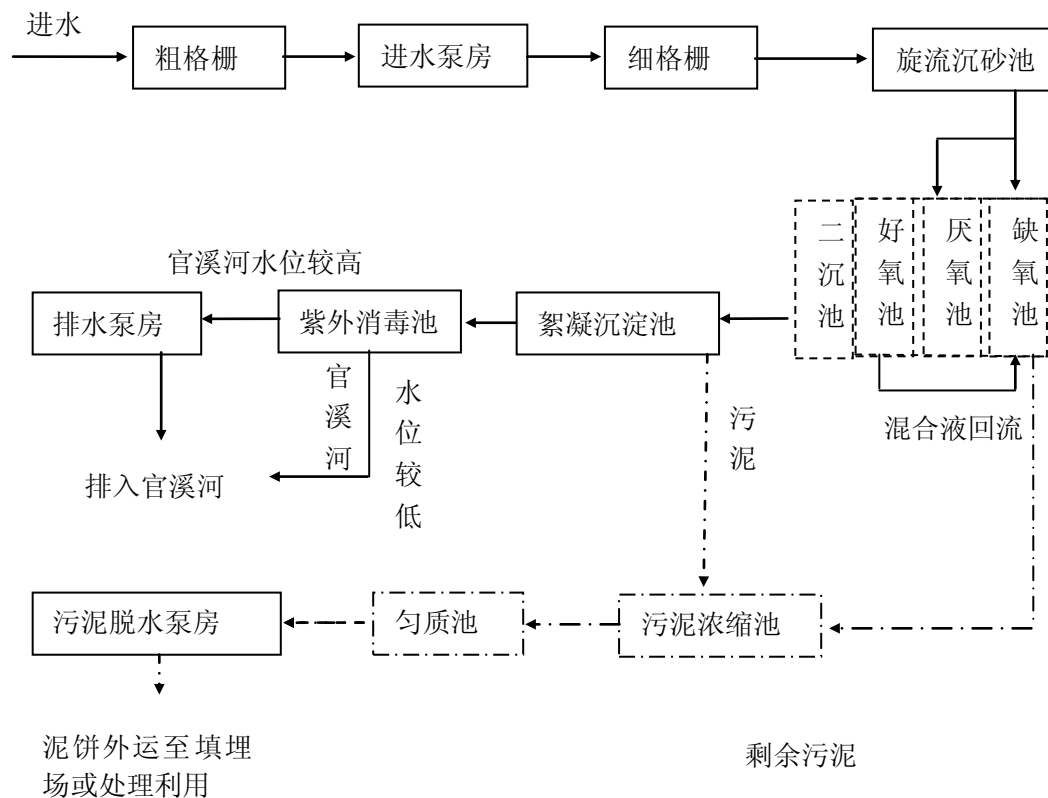 进水
粗格栅
进水泵房
细格栅
旋流沉砂池
二沉池
好氧池
厌氧池
缺氧池
官溪河水位较高
排水泵房
紫外消毒池
絮凝沉淀池
官溪河
水位较低
污泥
混合液回流
排入官溪河
污泥脱水泵房
匀质池
污泥浓缩池
泥饼外运至填埋
场或处理利用
剩余污泥